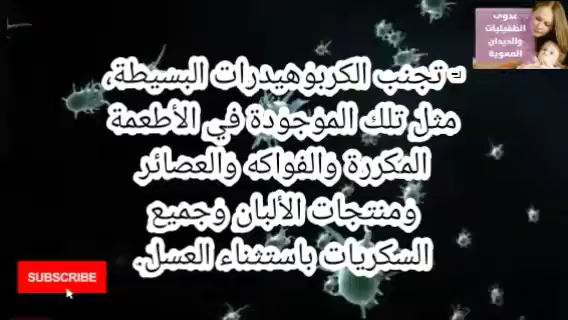 - تجنب الكربوهيدرات البسيطة،
مثل تلك الموجودة في الأطعمة
المكررة والفواكه والعصائر
ومنتجات الألبان وجميع
السكريات باستثناء العسل.
عدوى
الطفيليات
والديدان
المعوية
SUBSCRIBE